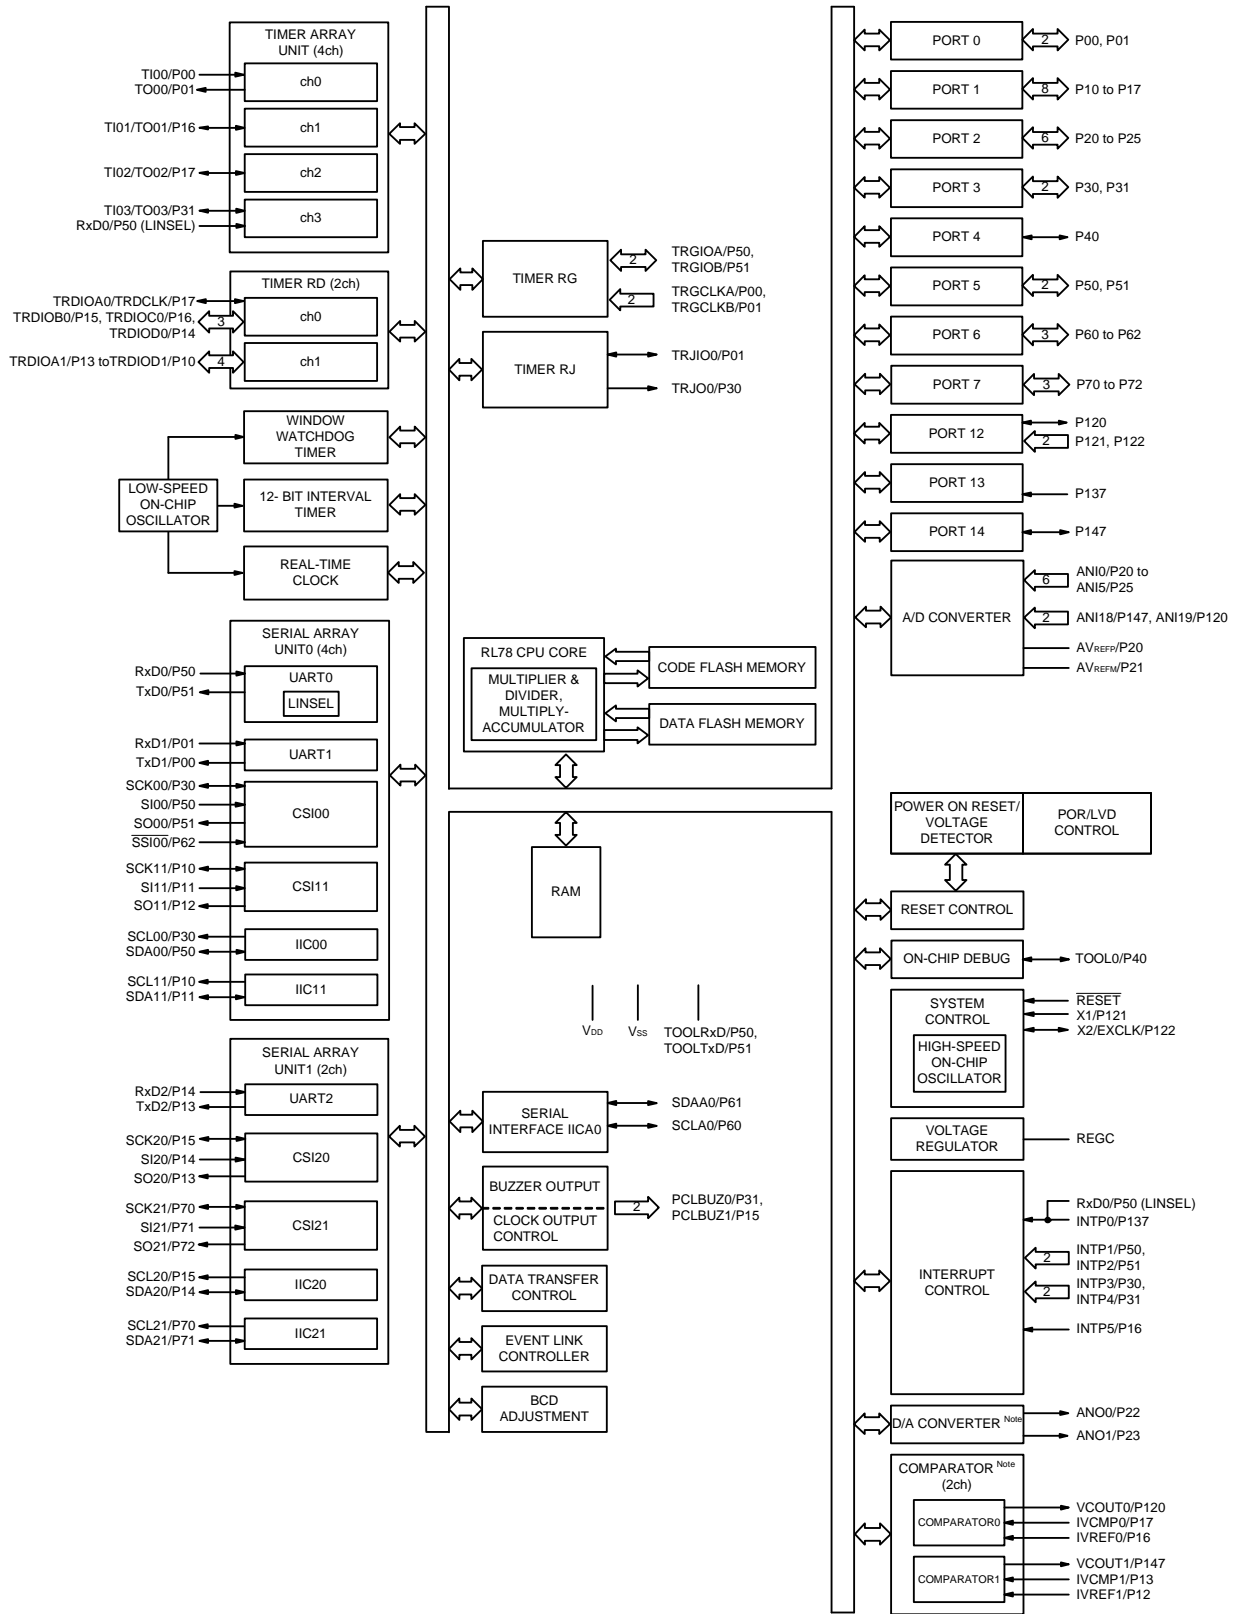 TIMER ARRAY
UNIT (4ch)
TI00/P00
TO00/P01
ch0
TI01/TO01/P16
ch1
TI02/TO02/P17
ch2
TI03/TO03/P31
RxD0/P50 (LINSEL)
ch3
TIMER RD (2ch)
TRDIOA0/TRDCLK/P17
TRDIOB0/P15, TRDIOC0/P16,
TRDIOD0/P14
3
ch0
TRDIOA1/P13 toTRDIOD1/P10
4
ch1
WINDOW
WATCHDOG
TIMER
LOW-SPEED
ON-CHIP
OSCILLATOR
12- BIT INTERVAL
TIMER
REAL-TIME
CLOCK
SERIAL ARRAY
UNIT0 (4ch)
RxD0/P50
TxD0/P51
UART0
LINSEL
RxD1/P01
TxD1/P00
UART1
SCK00/P30
SI00/P50
SO00/P51
SSI00/P62
CSI00
SCK11/P10
SI11/P11
SO11/P12
CSI11
SCL00/P30
SDA00/P50
IIC00
SCL11/P10
SDA11/P11
IIC11
SERIAL ARRAY
UNIT1 (2ch)
RxD2/P14
TxD2/P13
UART2
SCK20/P15
SI20/P14
SO20/P13
CSI20
SCK21/P70
SI21/P71
SO21/P72
CSI21
SCL20/P15
SDA20/P14
IIC20
SCL21/P70
SDA21/P71
IIC21
TIMER RG
2
TRGIOA/P50,
TRGIOB/P51
2
TRGCLKA/P00,
TRGCLKB/P01
TIMER RJ
TRJIO0/P01
TRJO0/P30
RL78 CPU CORE
MULTIPLIER &
DIVIDER,
MULTIPLY-
ACCUMULATOR
CODE FLASH MEMORY
DATA FLASH MEMORY
RAM
VDD
VSS
TOOLRxD/P50,
TOOLTxD/P51
SERIAL
INTERFACE IICA0
SDAA0/P61
SCLA0/P60
BUZZER OUTPUT
CLOCK OUTPUT
CONTROL
2
PCLBUZ0/P31,
PCLBUZ1/P15
DATA TRANSFER
CONTROL
EVENT LINK
CONTROLLER
BCD
ADJUSTMENT
PORT 0
2
P00, P01
PORT 1
8
P10 to P17
PORT 2
6
P20 to P25
PORT 3
2
P30, P31
PORT 4
P40
PORT 5
2
P50, P51
PORT 6
3
P60 to P62
PORT 7
3
P70 to P72
PORT 12
P120
2
P121, P122
PORT 13
P137
PORT 14
P147
A/D CONVERTER
6
ANI0/P20 to
ANI5/P25
2
ANI18/P147, ANI19/P120
AVREFP/P20
AVREFM/P21
POWER ON RESET/
VOLTAGE
DETECTOR
POR/LVD
CONTROL
RESET CONTROL
ON-CHIP DEBUG
TOOL0/P40
SYSTEM
CONTROL
HIGH-SPEED
ON-CHIP
OSCILLATOR
RESET
X1/P121
X2/EXCLK/P122
VOLTAGE
REGULATOR
REGC
INTERRUPT
CONTROL
RxD0/P50 (LINSEL)
INTP0/P137
2
INTP1/P50,
INTP2/P51
2
INTP3/P30,
INTP4/P31
INTP5/P16
D/A CONVERTER Note
ANO0/P22
ANO1/P23
COMPARATOR Note
(2ch)
COMPARATOR0
VCOUT0/P120
IVCMP0/P17
IVREF0/P16
COMPARATOR1
VCOUT1/P147
IVCMP1/P13
IVREF1/P12